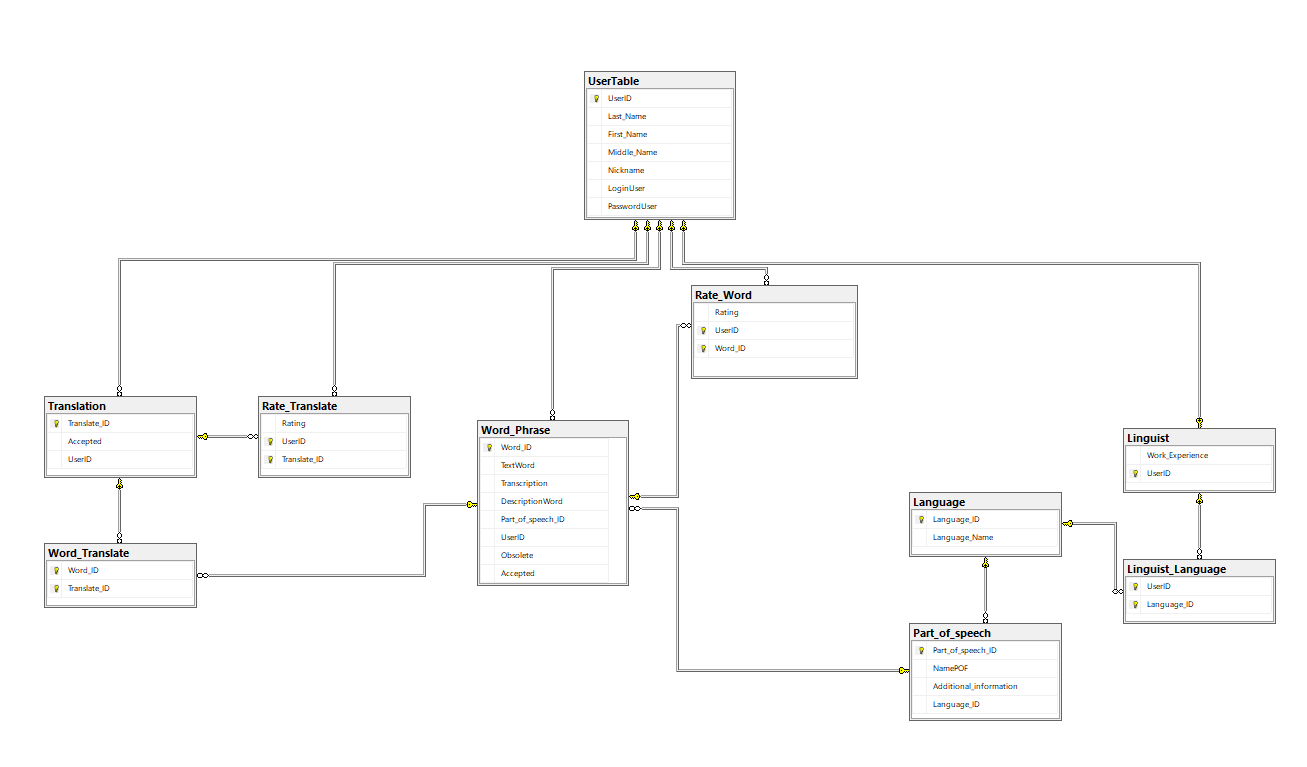 UserTable
UserID
Last_Name
First_Name
Middle_Name
Nickname
LoginUser
PasswordUser
Rate_Word
Rating
UserID
Word_ID
Translation
Translate_ID
Accepted
UserID
Rate_Translate
Rating
UserID
Translate_ID
Word_Phrase
Word_ID
TextWord
Transcription
DescriptionWord
Part_of_speech_ID
UserID
Obsolete
Accepted
Linguist
Work_Experience
UserID
Language
Language_ID
Language_Name
Word_Translate
Word_ID
Translate_ID
Linguist_Language
UserID
Language_ID
Part_of_speech
Part_of_speech_ID
NamePOF
Additional_information
Language_ID